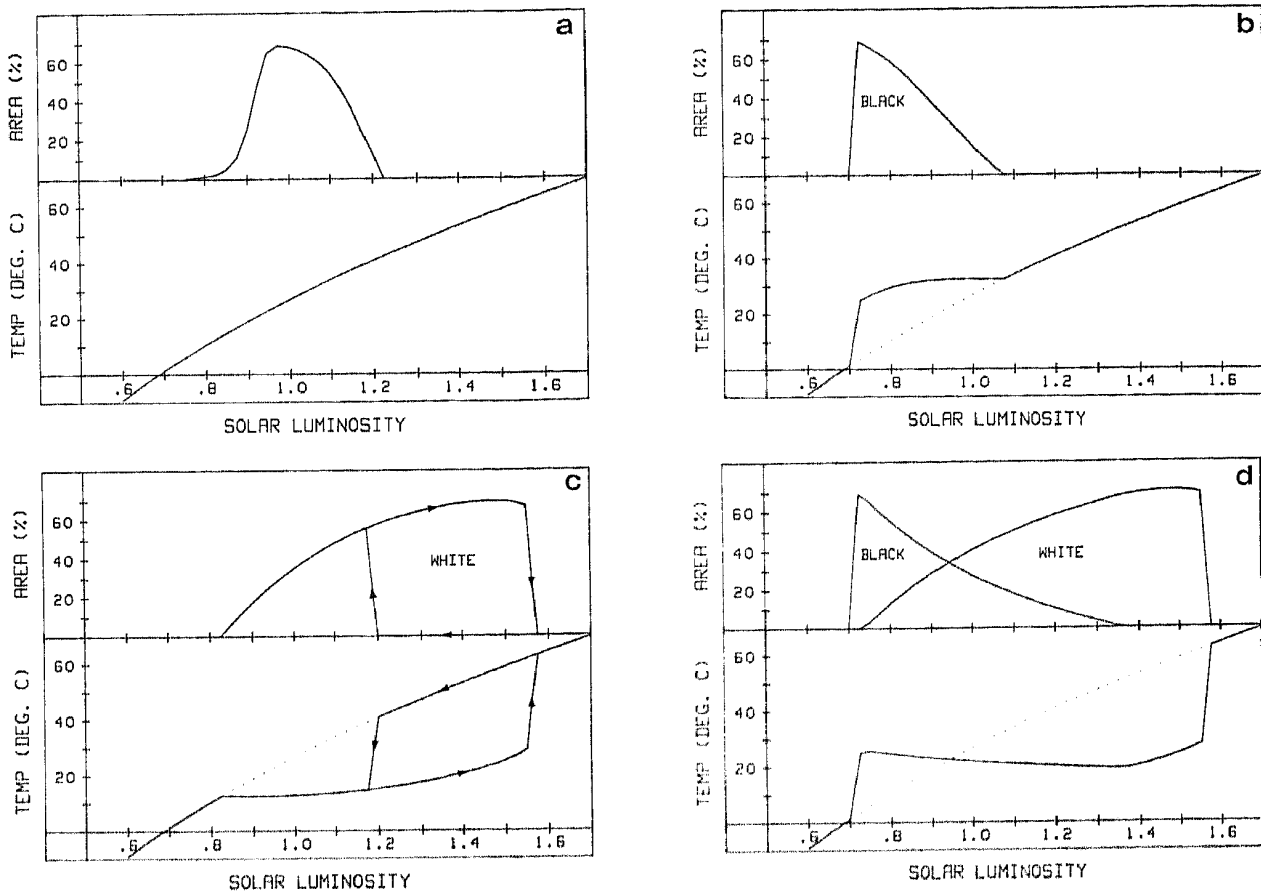 a
AREA (%)
60
40
20
TEMP (DEG. C)
60
40
20
.6 .8 1.0 1.2 1.4 1.6
SOLAR LUMINOSITY
b
AREA (%)
60
40
20
BLACK
TEMP (DEG. C)
60
40
20
.6 .8 1.0 1.2 1.4 1.6
SOLAR LUMINOSITY
c
AREA (%)
60
40
20
WHITE
TEMP (DEG. C)
60
40
20
.6 .8 1.0 1.2 1.4 1.6
SOLAR LUMINOSITY
d
AREA (%)
60
40
20
BLACK
WHITE
TEMP (DEG. C)
60
40
20
.6 .8 1.0 1.2 1.4 1.6
SOLAR LUMINOSITY